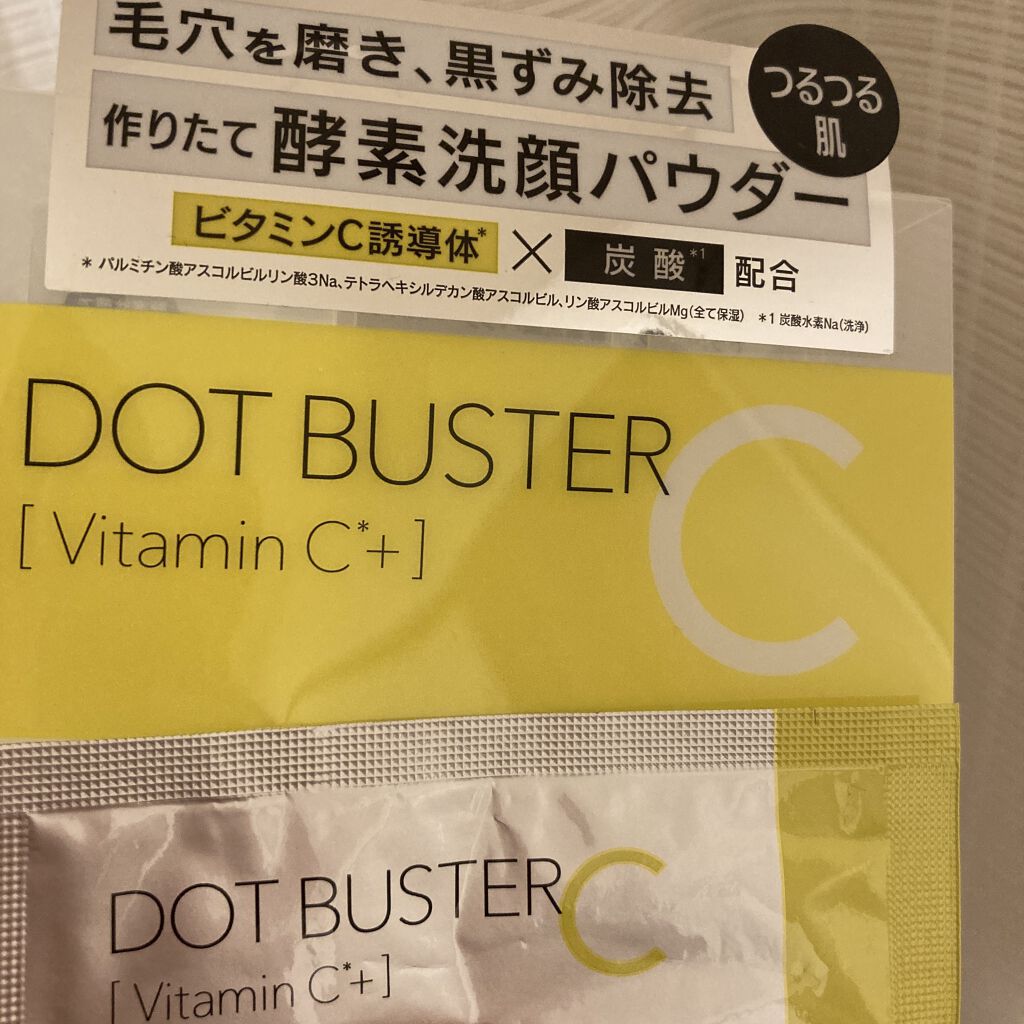 毛穴を磨き、黒ずみ除去
つるつる
肌
作りたて 酵素洗顔パウダー
ビタミンC誘導体* × 炭酸*1 配合
* パルミチン酸アスコルビルリン酸3Na、テトラヘキシルデカン酸アスコルビル、リン酸アスコルビルMg(全て保湿) *1 炭酸水素Na(洗浄)
DOT BUSTER C
[ Vitamin C*+ ]
DOT BUSTER C
[ Vitamin C*+ ]